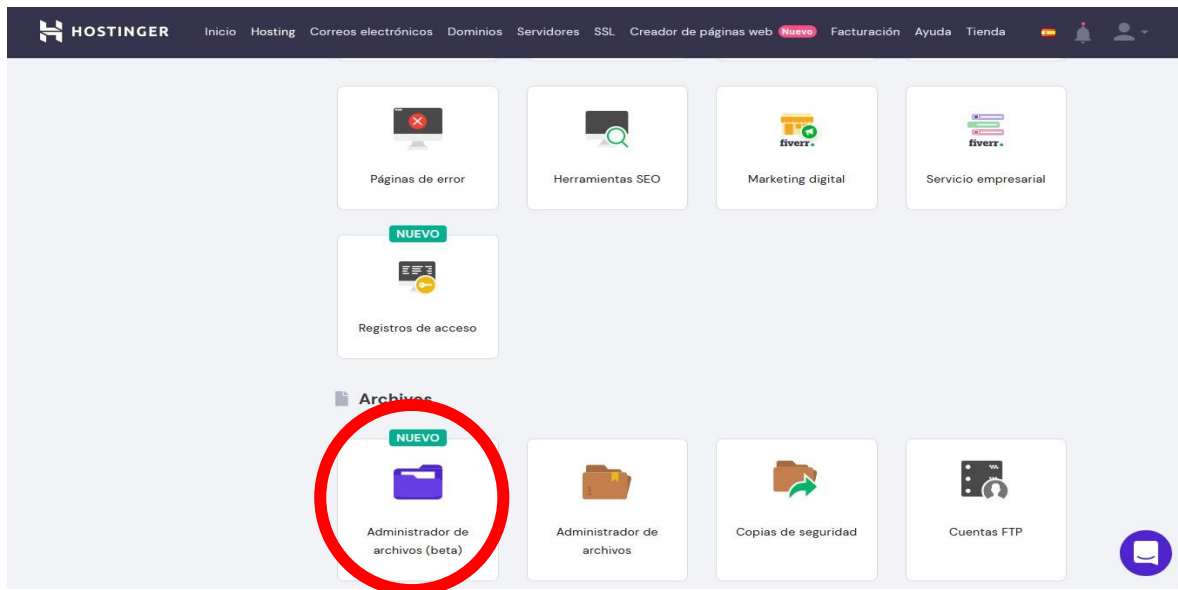 HOSTINGER Inicio Hosting Correos electrónicos Dominios Servidores SSL Creador de páginas web Nuevo Facturación Ayuda Tienda
fiverr. fiverr.
Páginas de error Herramientas SEO Marketing digital Servicio empresarial
NUEVO
Registros de acceso
Archivos
NUEVO
Administrador de archivos (beta)
Administrador de archivos
Copias de seguridad
Cuentas FTP